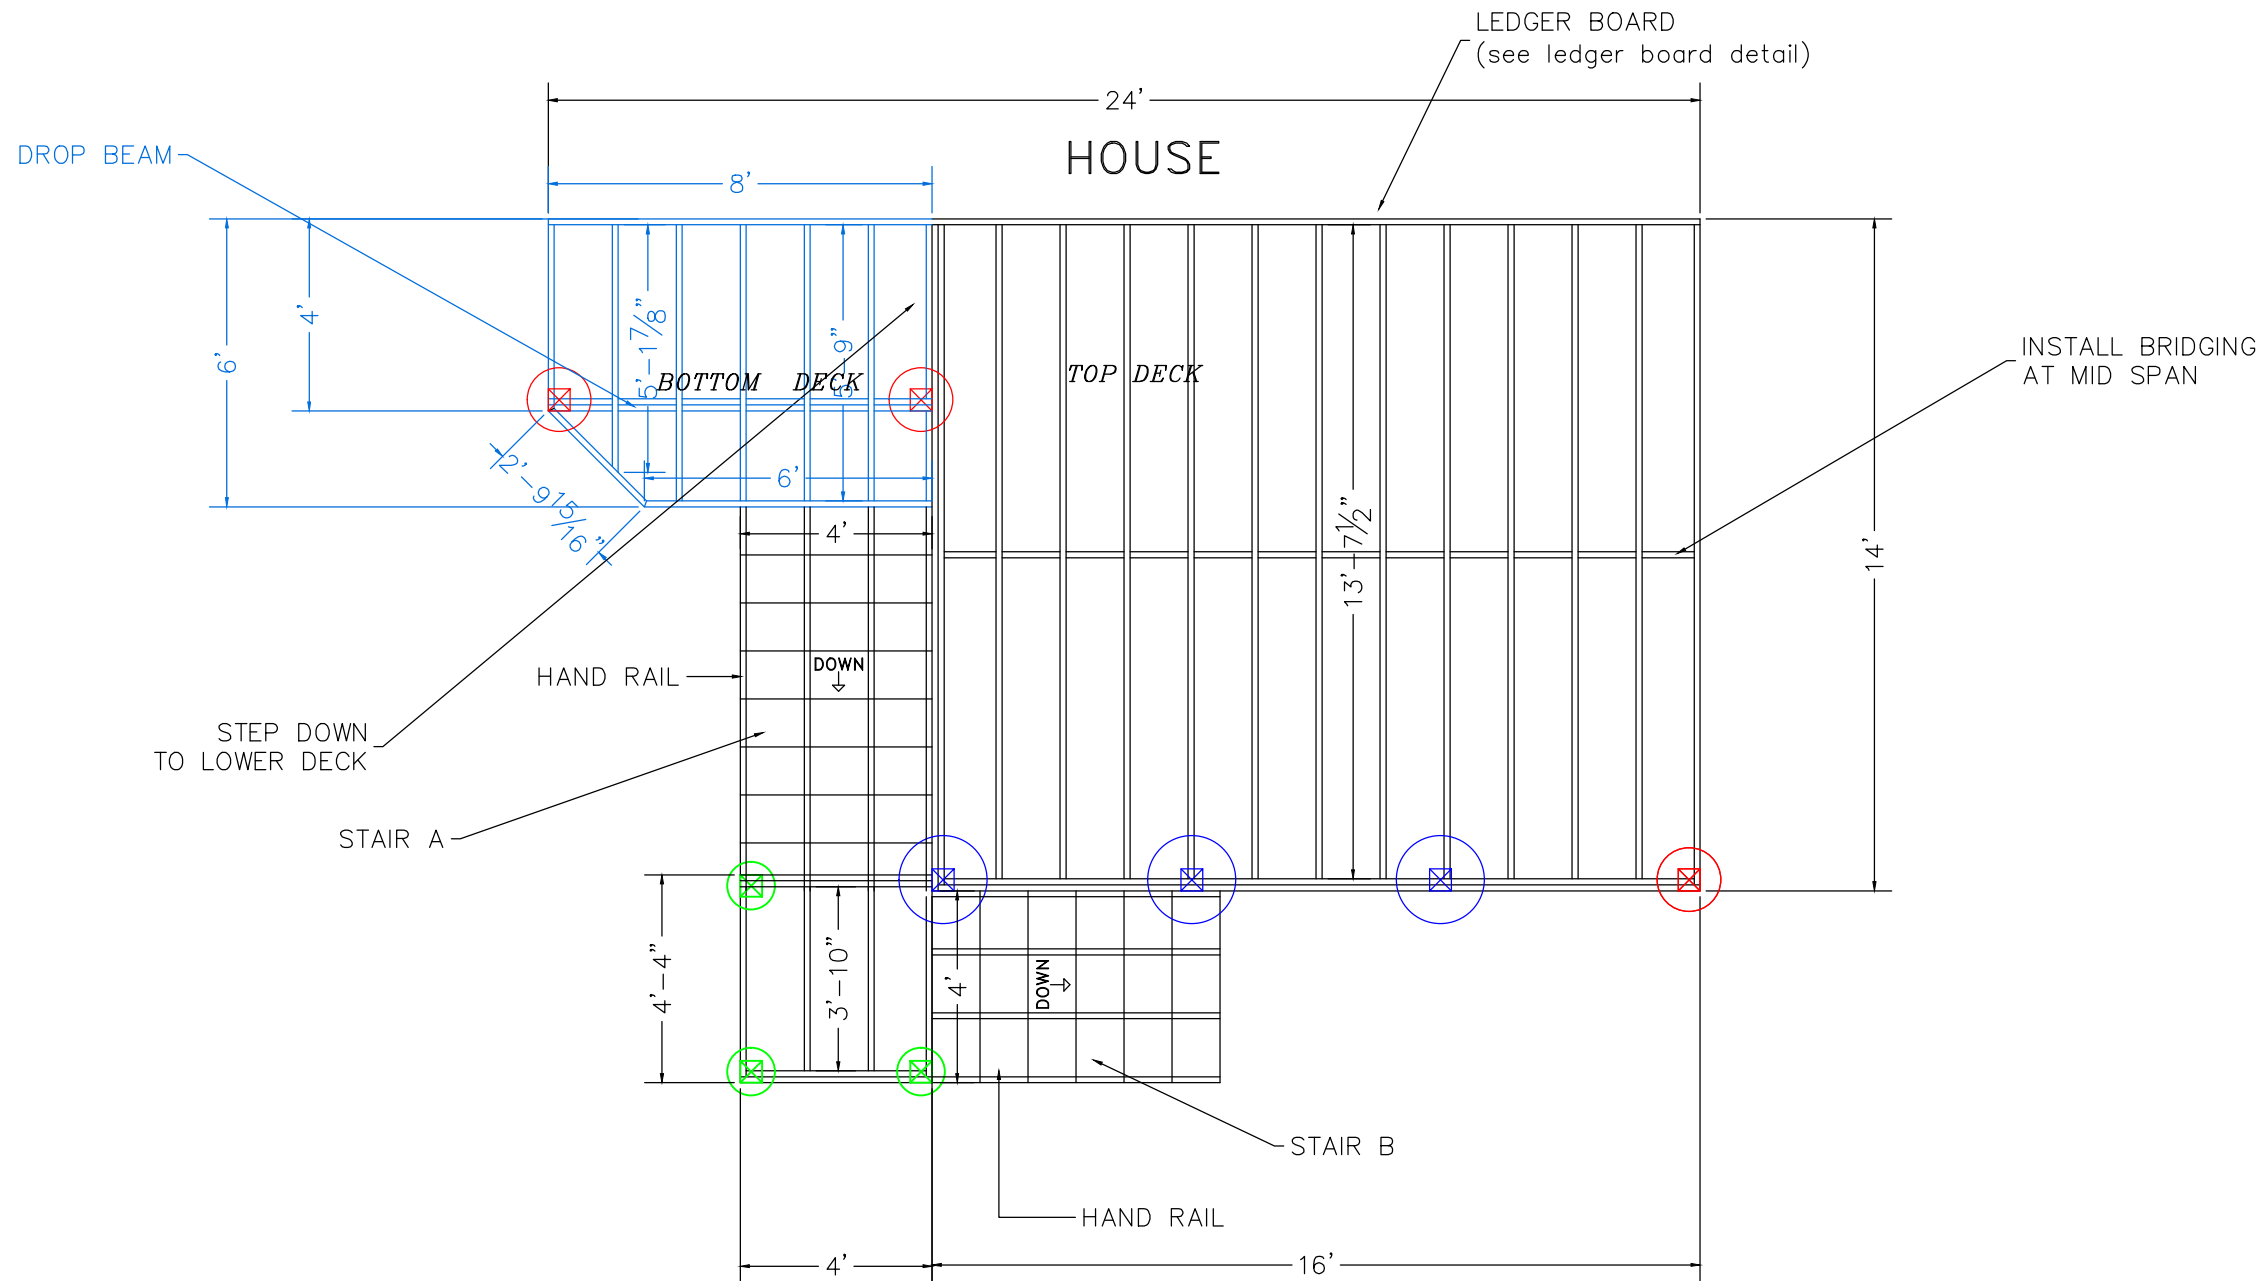 LEDGER BOARD
(see ledger board detail)
24'
HOUSE
DROP BEAM
8'
4'
6'
5'-1 7/8"
5'-9"
BOTTOM DECK
TOP DECK
INSTALL BRIDGING
AT MID SPAN
6'
2'-9 15/16"
4'
13'-7 1/2"
14'
DOWN
HAND RAIL
STEP DOWN
TO LOWER DECK
STAIR A
4'-4"
3'-10"
4'
DOWN
STAIR B
HAND RAIL
4'
16'